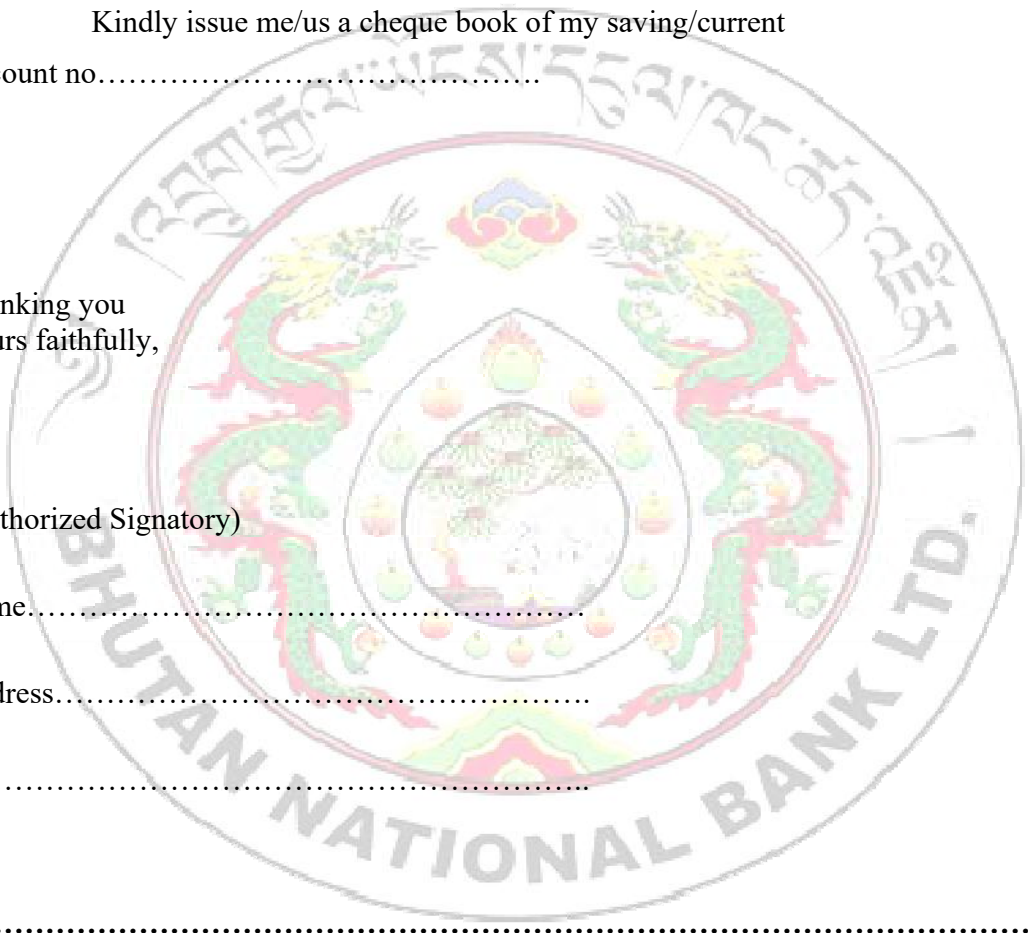 Kindly issue me/us a cheque book of my saving/current
ount no……………………………………….
nking you
urs faithfully,
thorized Signatory)
me…………………………………………………
dress……………………………………………….
…………………………………………………..
BHUTAN NATIONAL BANK LTD.